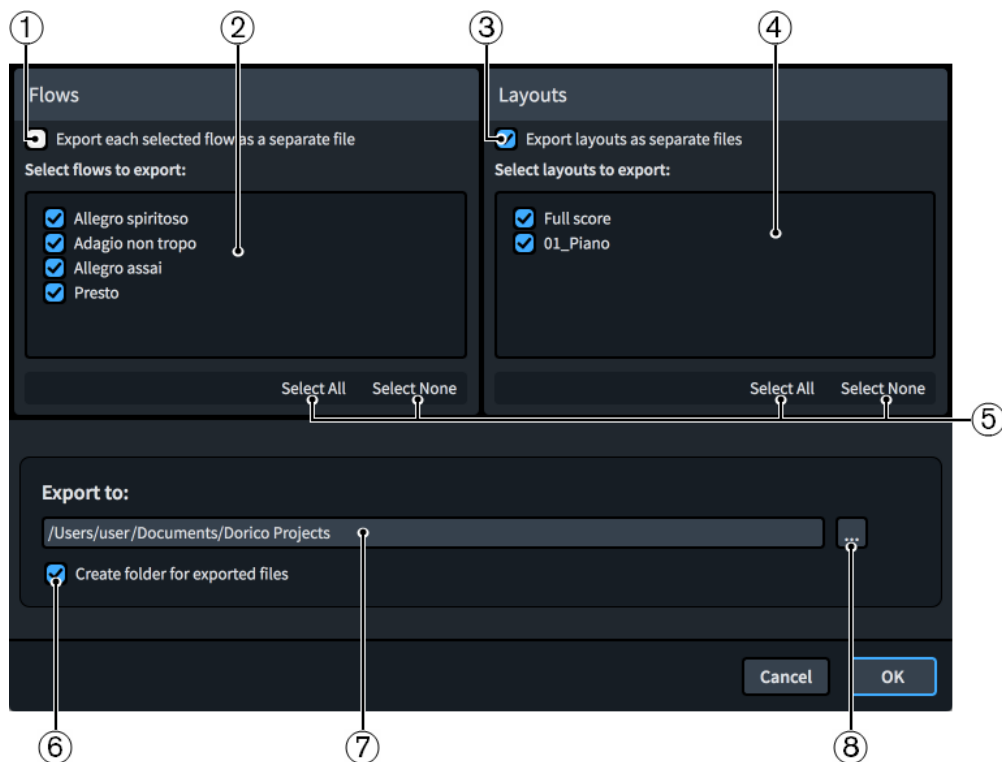 ① ② ③ ④
Flows
Layouts
Export each selected flow as a separate file
Export layouts as separate files
Select flows to export:
Select layouts to export:
Allegro spiritoso
Adagio non tropo
Allegro assai
Presto
Full score
01_Piano
Select All Select None
Select All Select None
⑤
Export to:
/Users/user/Documents/Dorico Projects
...
Create folder for exported files
Cancel OK
⑥ ⑦ ⑧